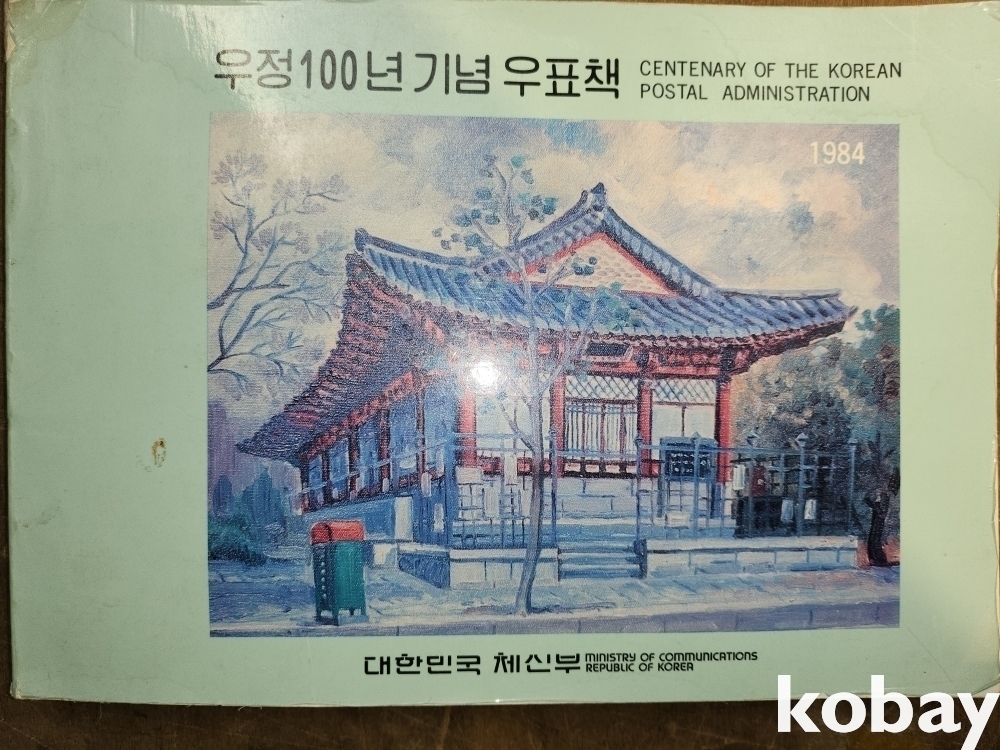 우정100년기념 우표책
CENTENARY OF THE KOREAN
POSTAL ADMINISTRATION
1984
대한민국 체신부
MINISTRY OF COMMUNICATIONS
REPUBLIC OF KOREA
kobay